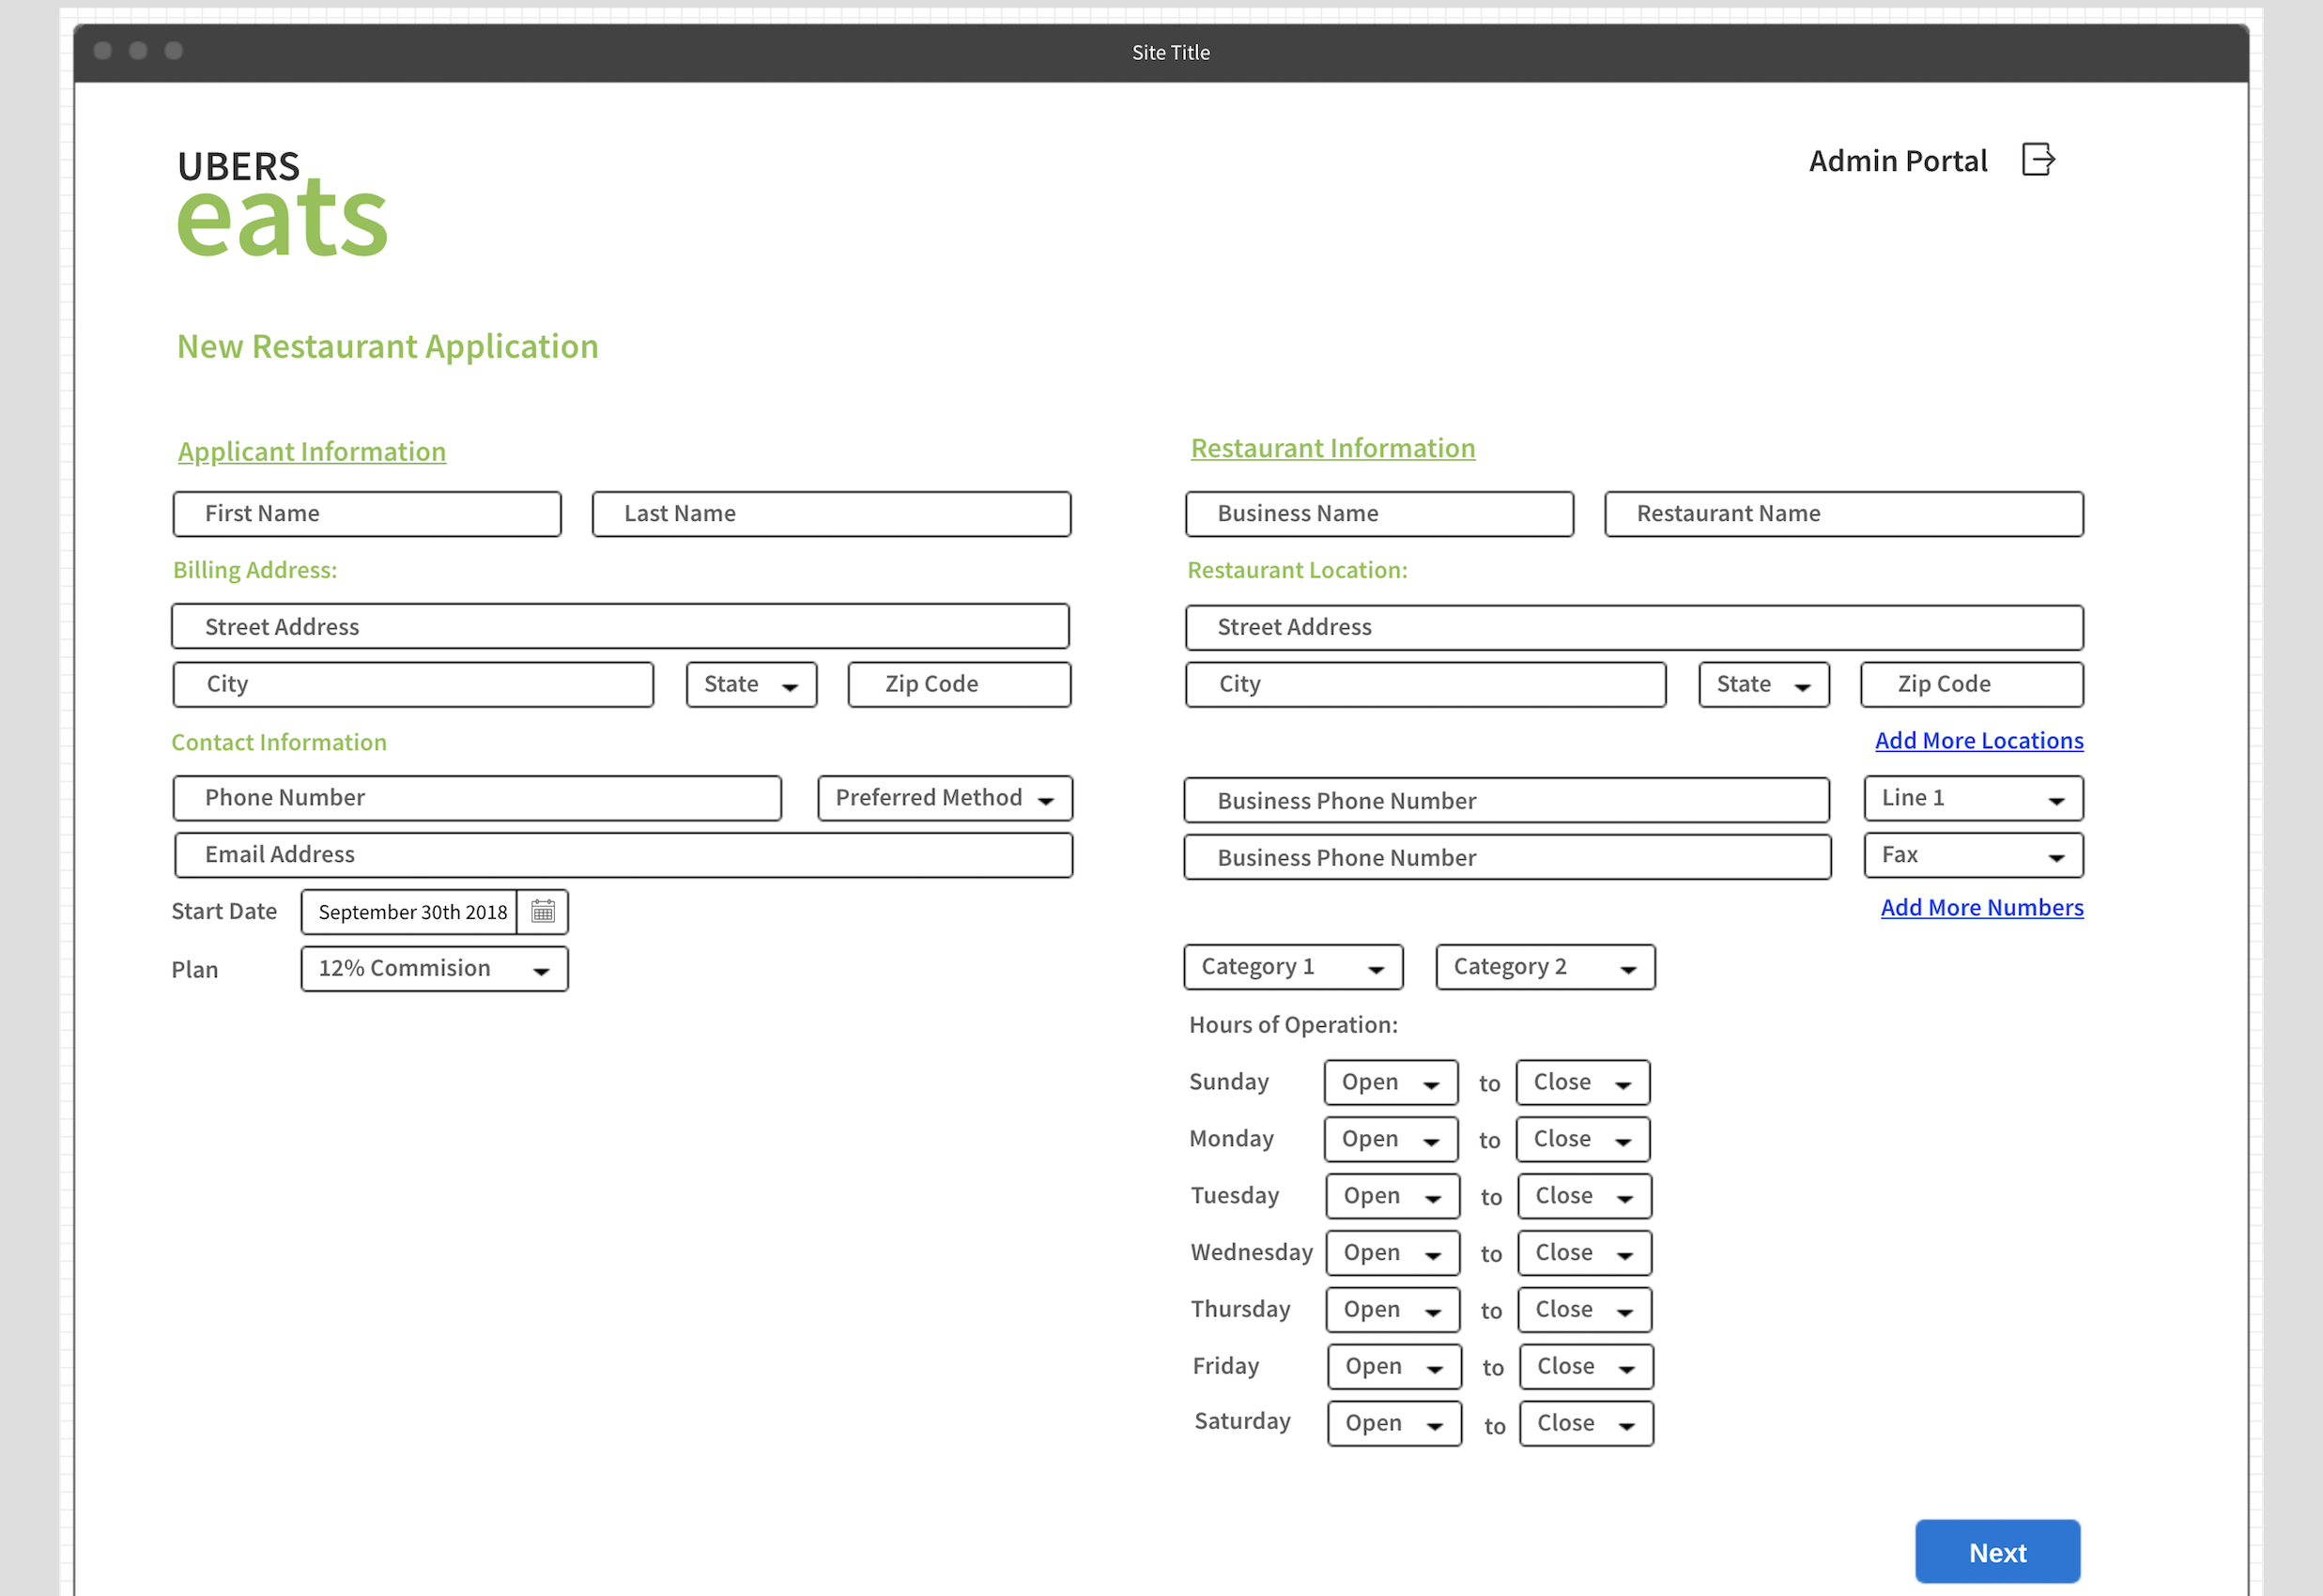 Site Title
UBERS
eats
Admin Portal
New Restaurant Application
Applicant Information
First Name Last Name
Billing Address:
Street Address
City State Zip Code
Contact Information
Phone Number Preferred Method
Email Address
Start Date September 30th 2018
Plan 12% Commision
Restaurant Information
Business Name Restaurant Name
Restaurant Location:
Street Address
City State Zip Code
Add More Locations
Business Phone Number Line 1
Business Phone Number Fax
Add More Numbers
Category 1 Category 2
Hours of Operation:
Sunday Open to Close
Monday Open to Close
Tuesday Open to Close
Wednesday Open to Close
Thursday Open to Close
Friday Open to Close
Saturday Open to Close
Next